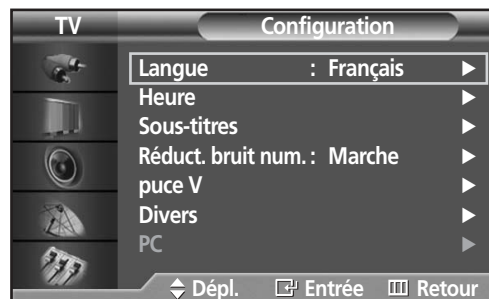 TV Configuration
Langue : Français
Heure
Sous-titres
Réduct. bruit num. : Marche
puce V
Divers
PC
Dépl. Entrée Retour